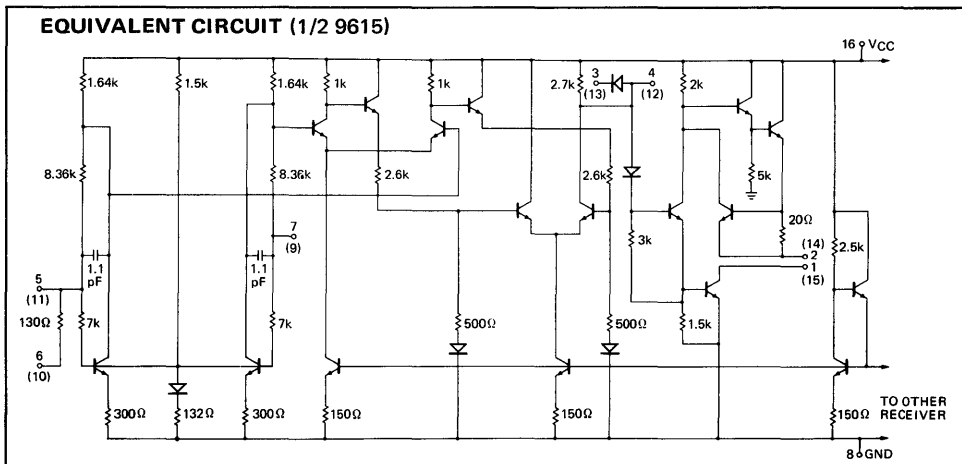 EQUIVALENT CIRCUIT (1/2 9615)
16 VCC
1.64k
1.5k
1.64k
1k
1k
2.7k
3
(13)
4
(12)
2k
8.36k
8.36k
2.6k
2.6k
5k
20Ω
7
(9)
3k
(14)
2
1
(15)
2.5k
1.1
pF
1.1
pF
5
(11)
130Ω
7k
7k
500Ω
500Ω
1.5k
6
(10)
300Ω
132Ω
300Ω
150Ω
150Ω
150Ω
TO OTHER
RECEIVER
8 GND